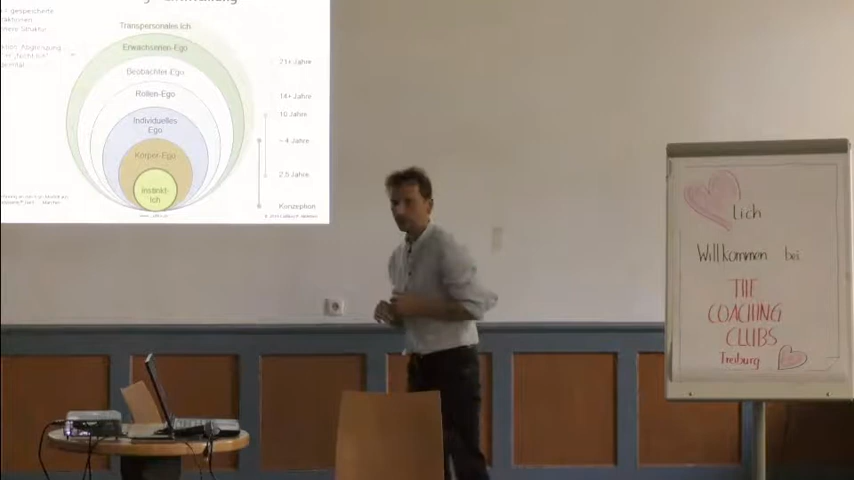 Transpersonales Ich
Erwachsenen-Ego
Beobachter-Ego
Rollen-Ego
Individuelles
Ego
Körper-Ego
Instinkt-
Ich
21+ Jahre
14+ Jahre
10 Jahre
~ 4 Jahre
2,5 Jahre
Konzeption
lich
Willkommen bei
THE
COACHING
CLUBS
Freiburg